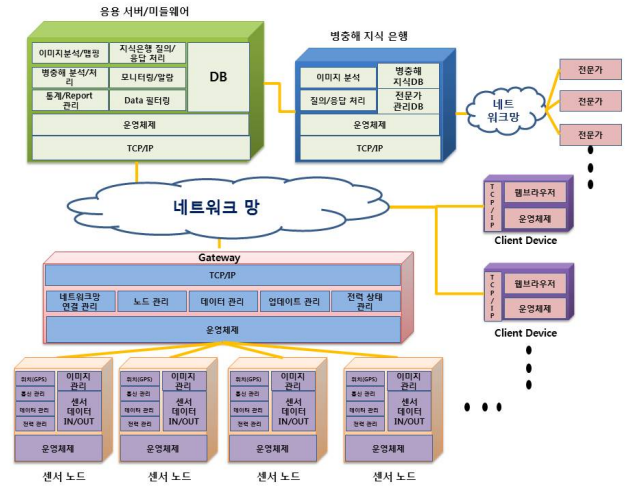 응용 서버/미들웨어
이미지분석/맵핑
지식은행 질의/
응답 처리
DB
병충해 분석/처
리
모니터링/알람
통계/Report
관리
Data 필터링
운영체제
TCP/IP
병충해 지식 은행
이미지 분석
병충해
지식DB
질의/응답 처리
전문가
관리DB
운영체제
TCP/IP
네트
워크망
전문가
전문가
전문가
네트워크 망
TCP/IP
웹브라우저
운영체제
Client Device
TCP/IP
웹브라우저
운영체제
Client Device
Gateway
TCP/IP
네트워크망
연결 관리
노드 관리
데이터 관리
업데이트 관리
전력 상태
관리
운영체제
위치(GPS)
통신 관리
데이타 관리
전력 관리
이미지
관리
센서
데이터
IN/OUT
운영체제
센서 노드
위치(GPS)
통신 관리
데이타 관리
전력 관리
이미지
관리
센서
데이터
IN/OUT
운영체제
센서 노드
위치(GPS)
통신 관리
데이타 관리
전력 관리
이미지
관리
센서
데이터
IN/OUT
운영체제
센서 노드
위치(GPS)
통신 관리
데이타 관리
전력 관리
이미지
관리
센서
데이터
IN/OUT
운영체제
센서 노드